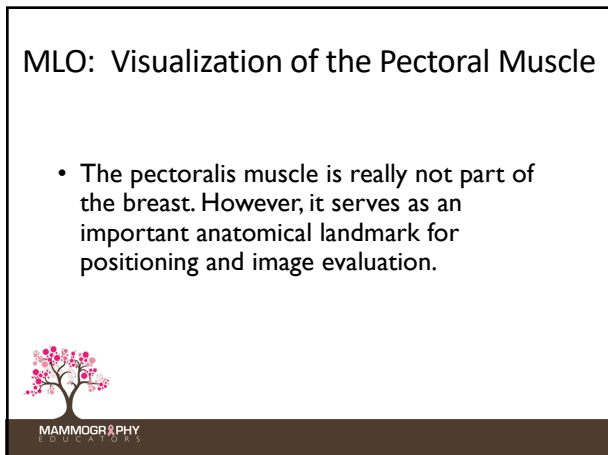 MLO: Visualization of the Pectoral Muscle
• The pectoralis muscle is really not part of
the breast. However, it serves as an
important anatomical landmark for
positioning and image evaluation.
MAMMOGRAPHY
EDUCATORS